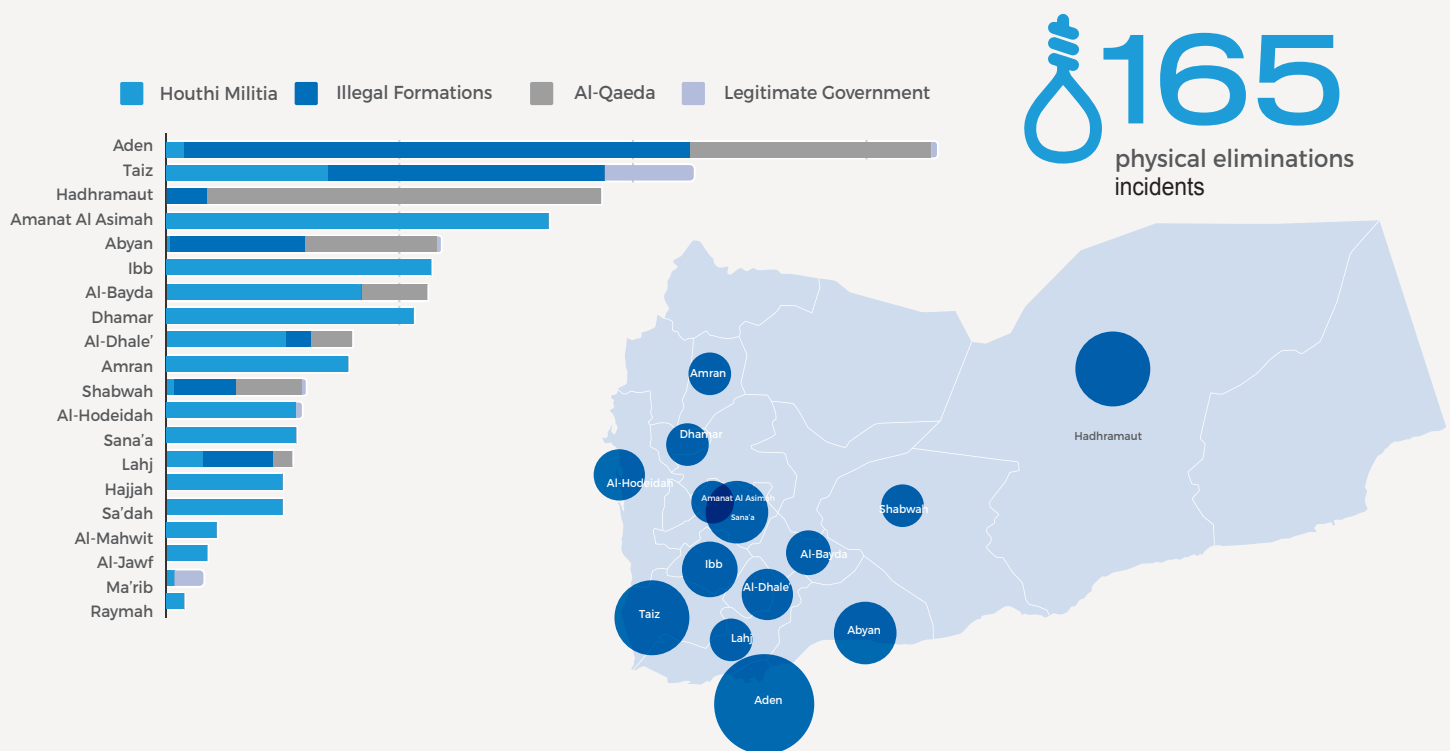 165
physical eliminations
incidents
Houthi Militia
Illegal Formations
Al-Qaeda
Legitimate Government
Aden
Taiz
Hadhramaut
Amanat Al Asimah
Abyan
Ibb
Al-Bayda
Dhamar
Al-Dhale’
Amran
Shabwah
Al-Hodeidah
Sana’a
Lahj
Hajjah
Sa’dah
Al-Mahwit
Al-Jawf
Ma’rib
Raymah
Amran
Dhamar
Hadhramaut
Al-Hodeidah
Amanat Al Asimah
Sana’a
Shabwah
Al-Bayda
Ibb
Al-Dhale’
Taiz
Abyan
Lahj
Aden